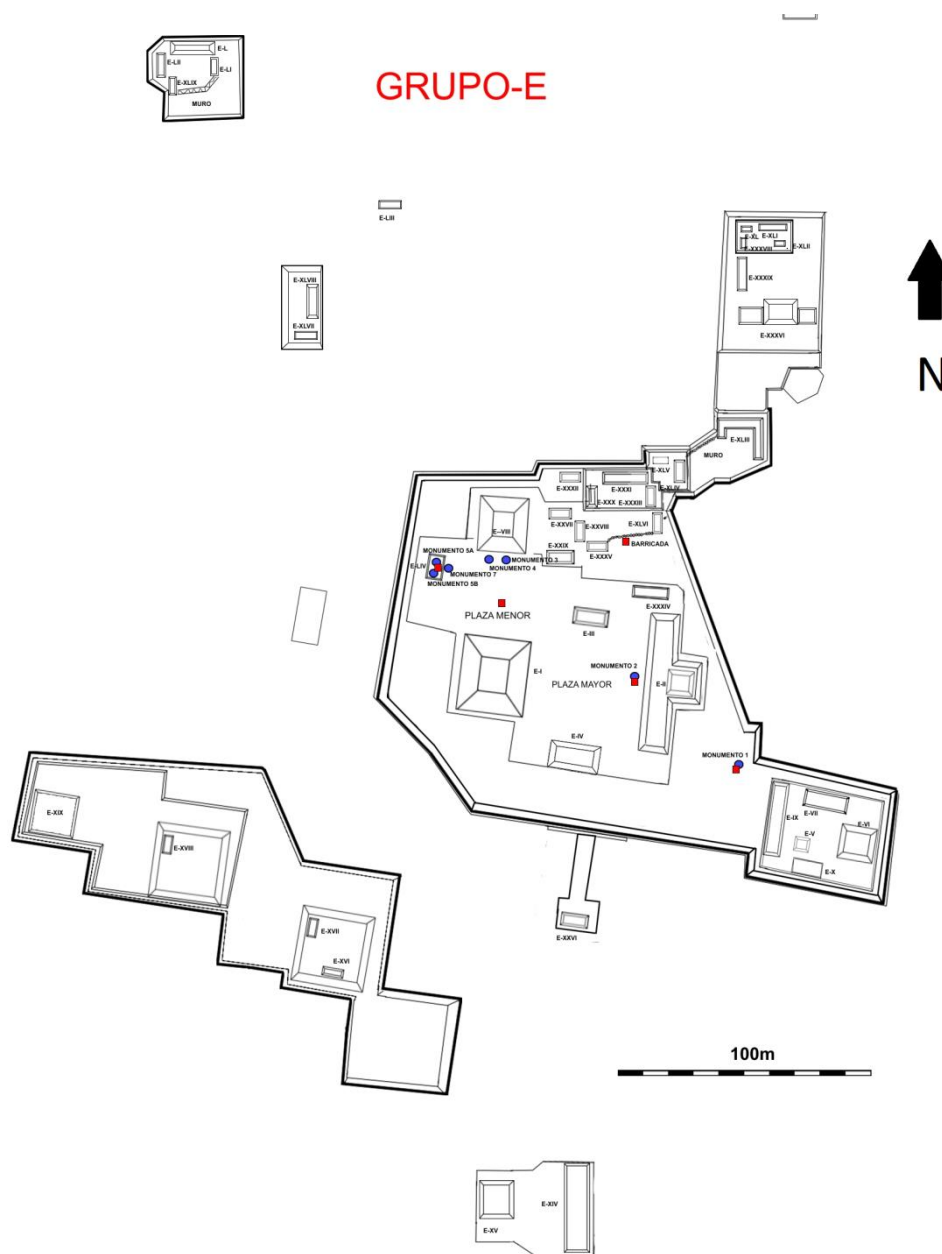 GRUPO-E
E-L
E-LII
E-LI
E-XLIX
MURO
E-LIII
E-XL
E-XLI
E-XXXVIII
E-XLII
E-XXXIX
E-XLVIII
E-XLVII
E-XXXVI
N
E-XLIII
MURO
E-XLV
E-XLIV
E-XXXII
E-XXXI
E-XXX
E-XXXIII
E-XXVII
E-XXVIII
E-XLVI
E--VIII
E-XXIX
E-XXXV
BARRICADA
MONUMENTO 5A
MONUMENTO 3
E-LIV
MONUMENTO 4
MONUMENTO 7
MONUMENTO 5B
E-XXXIV
PLAZA MENOR
E-III
MONUMENTO 2
E-I
PLAZA MAYOR
E-II
E-IV
MONUMENTO 1
E-XIX
E-IX
E-VII
E-VI
E-V
E-XVIII
E-X
E-XXVI
E-XVII
E-XVI
100m
E-XIV
E-XV